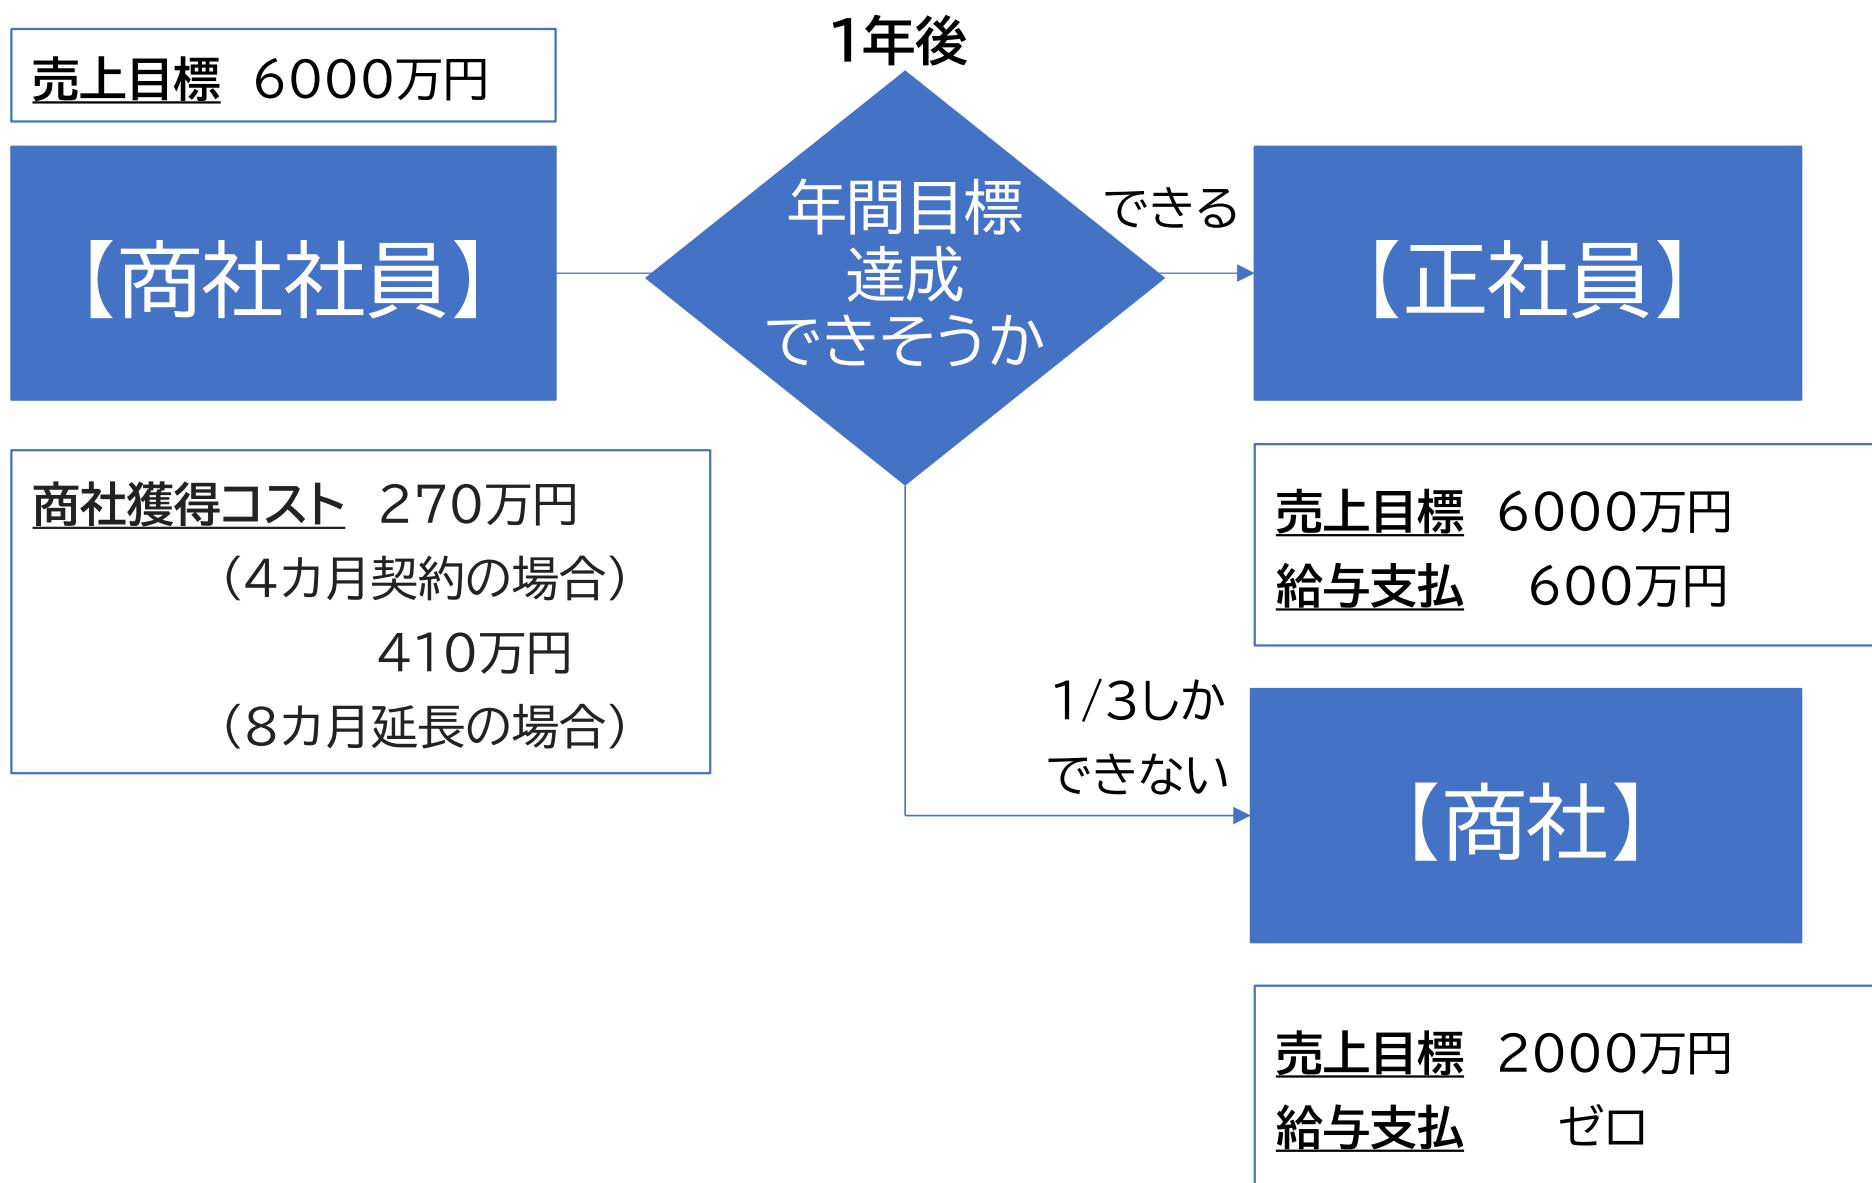 1年後
売上目標 6000万円
【商社社員】
年間目標
達成
できそうか
できる
【正社員】
商社獲得コスト 270万円
（4カ月契約の場合）
410万円
（8カ月延長の場合）
売上目標 6000万円
給与支払 600万円
1/3しか
できない
【商社】
売上目標 2000万円
給与支払 ゼロ